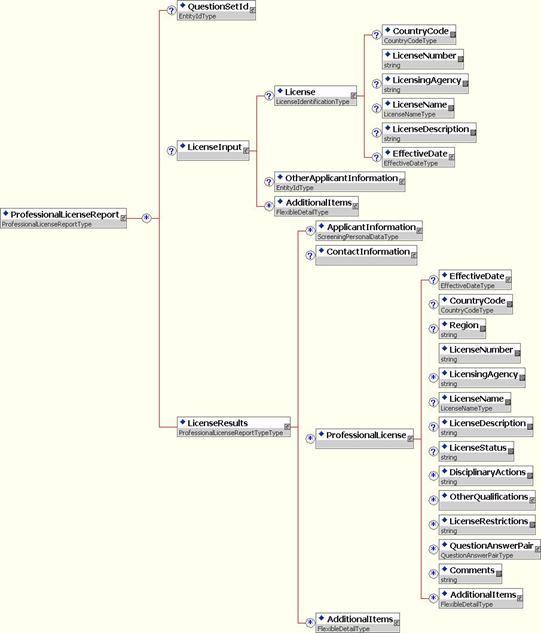 QuestionSetId
EntityIdType
CountryCode
CountryCodeType
LicenseNumber
string
License
LicenseIdentificationType
LicensingAgency
string
LicenseName
LicenseNameType
LicenseDescription
string
LicenseInput
EffectiveDate
EffectiveDateType
OtherApplicantInformation
EntityIdType
AdditionalItems
FlexibleDetailType
ProfessionalLicenseReport
ProfessionalLicenseReportType
ApplicantInformation
ScreeningPersonalDataType
ContactInformation
EffectiveDate
EffectiveDateType
CountryCode
CountryCodeType
Region
string
LicenseNumber
string
LicensingAgency
string
LicenseName
LicenseNameType
LicenseResults
ProfessionalLicenseReportTypeType
ProfessionalLicense
LicenseDescription
string
LicenseStatus
string
DisciplinaryActions
string
OtherQualifications
LicenseRestrictions
string
QuestionAnswerPair
QuestionAnswerPairType
Comments
string
AdditionalItems
FlexibleDetailType
AdditionalItems
FlexibleDetailType